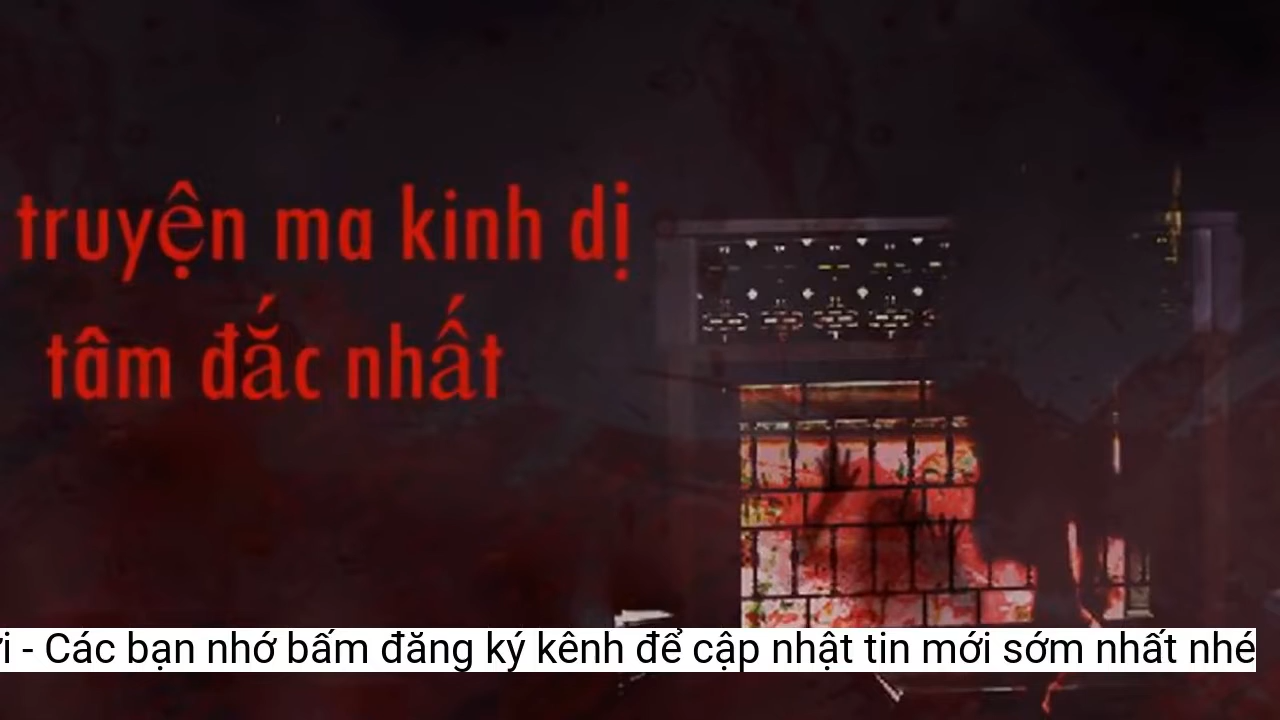 truyện ma kinh dị
tâm đắc nhất
- Các bạn nhớ bấm đăng ký kênh để cập nhật tin mới sớm nhất nhé